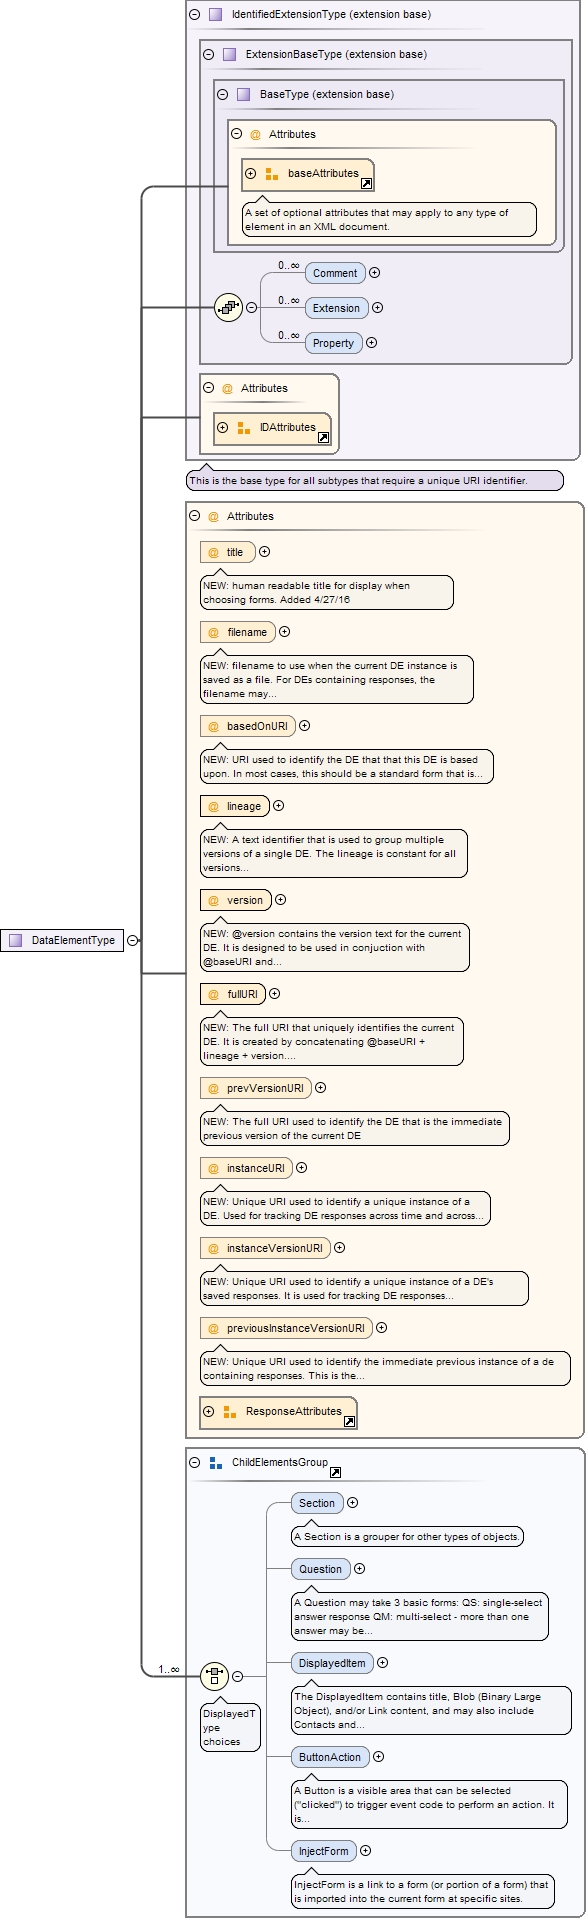 IdentifiedExtensionType (extension base)
ExtensionBaseType (extension base)
BaseType (extension base)
@ Attributes
baseAttributes
A set of optional attributes that may apply to any type of
element in an XML document.
0..∞
Comment
0..∞
Extension
0..∞
Property
@ Attributes
IDAttributes
This is the base type for all subtypes that require a unique URI identifier.
@ Attributes
@ title
NEW: human readable title for display when
choosing forms. Added 4/27/16
@ filename
NEW: filename to use when the current DE instance is
saved as a file. For DEs containing responses, the
filename may...
@ basedOnURI
NEW: URI used to identify the DE that that this DE is based
upon. In most cases, this should be a standard form that is...
@ lineage
NEW: A text identifier that is used to group multiple
versions of a single DE. The lineage is constant for all
versions...
@ version
NEW: @version contains the version text for the current
DE. It is designed to be used in conjuction with
@baseURI and...
DataElementType
@ fullURI
NEW: The full URI that uniquely identifies the current
DE. It is created by concatenating @baseURI +
lineage + version....
@ prevVersionURI
NEW: The full URI used to identify the DE that is the immediate
previous version of the current DE
@ instanceURI
NEW: Unique URI used to identify a unique instance of a
DE. Used for tracking DE responses across time and across...
@ instanceVersionURI
NEW: Unique URI used to identify a unique instance of a DE's
saved responses. It is used for tracking DE responses...
@ previousInstanceVersionURI
NEW: Unique URI used to identify the immediate previous instance of a de
containing responses. This is the...
ResponseAttributes
ChildElementsGroup
Section
A Section is a grouper for other types of objects.
Question
A Question may take 3 basic forms: QS: single-select
answer response QM: multi-select - more than one
answer may be...
1..∞
DisplayedT
ype
choices
DisplayedItem
The DisplayedItem contains title, Blob (Binary Large
Object), and/or Link content, and may also include
Contacts and...
ButtonAction
A Button is a visible area that can be selected
("clicked") to trigger event code to perform an action. It
is...
InjectForm
InjectForm is a link to a form (or portion of a form) that
is imported into the current form at specific sites.